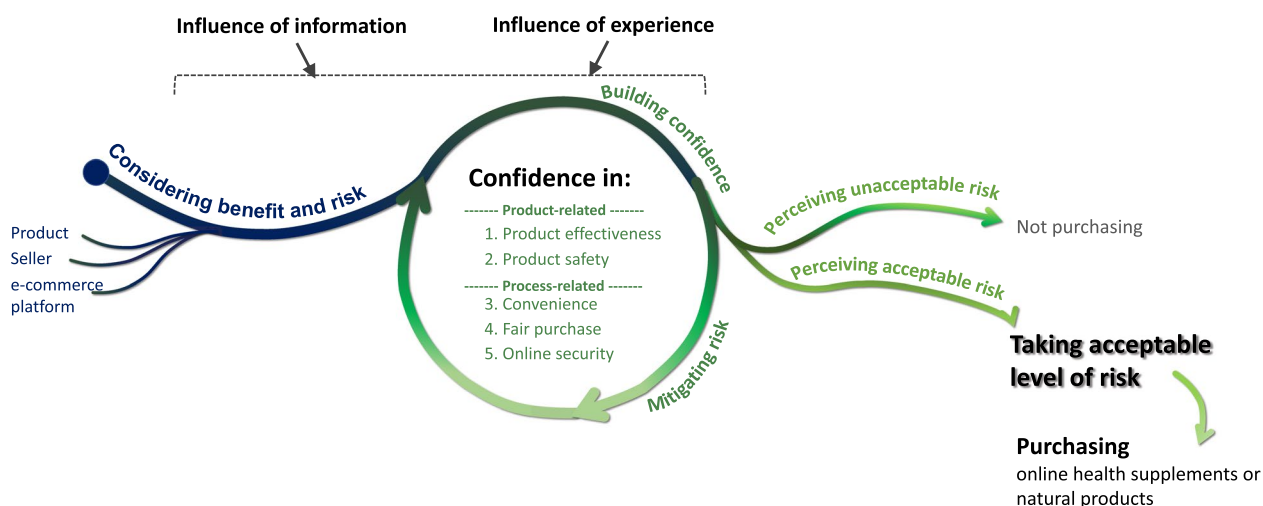 Influence of information
Influence of experience
Considering benefit and risk
Product
Seller
e-commerce
platform
Building confidence
Confidence in:
------- Product-related -------
1. Product effectiveness
2. Product safety
------- Process-related -------
3. Convenience
4. Fair purchase
5. Online security
Mitigating risk
Perceiving unacceptable risk
Not purchasing
Perceiving acceptable risk
Taking acceptable
level of risk
Purchasing
online health supplements or
natural products